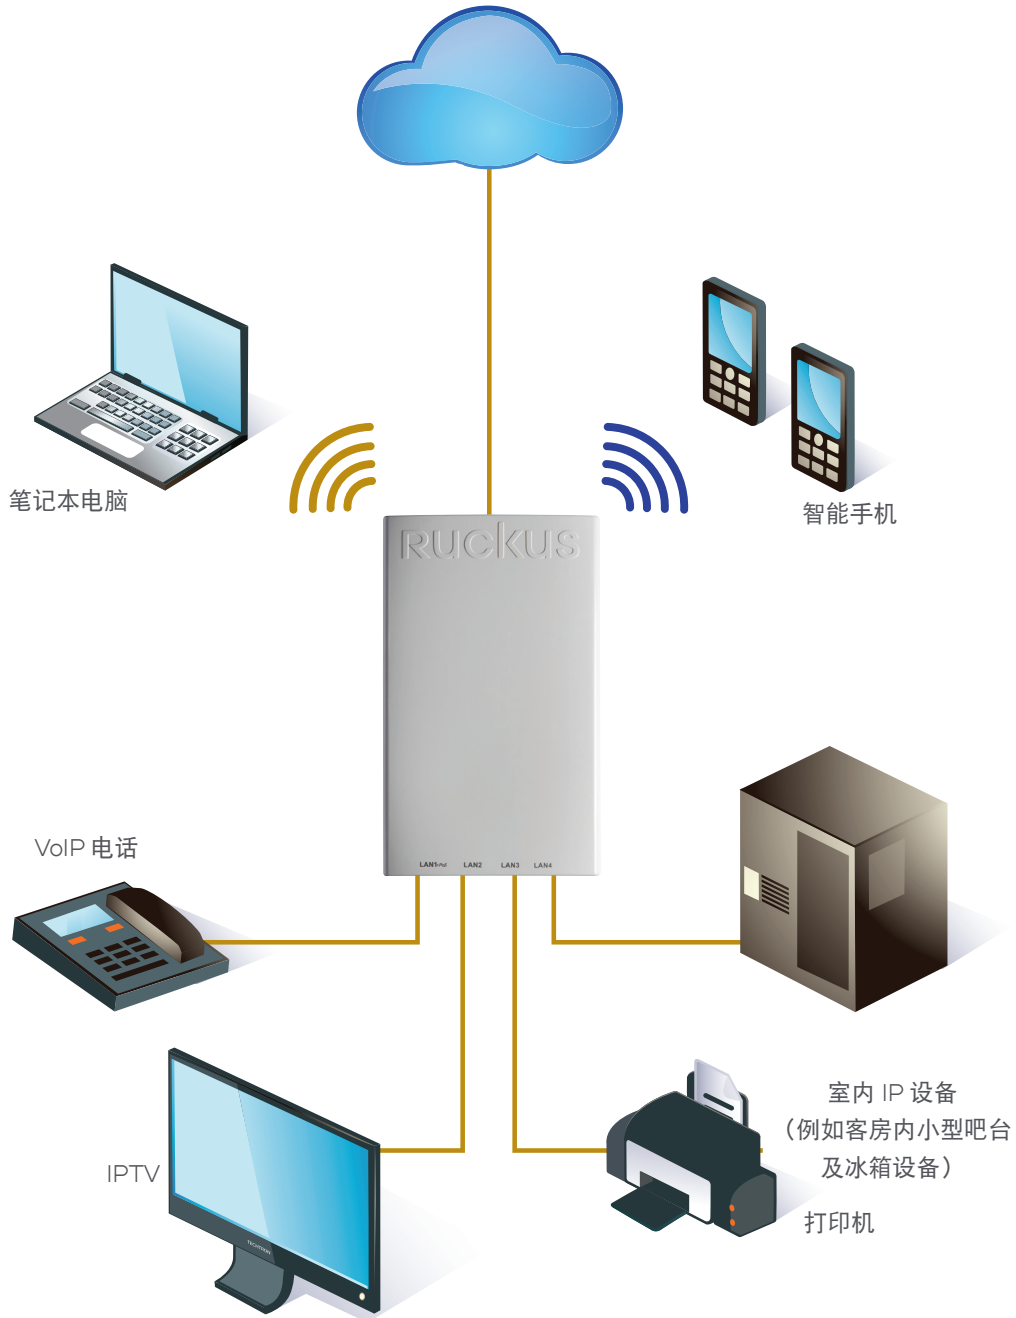 笔记本电脑
智能手机
RUCKUS
LAN1-PoE
LAN2
LAN3
LAN4
VoIP 电话
IPTV
室内 IP 设备
（例如客房内小型吧台
及冰箱设备）
打印机